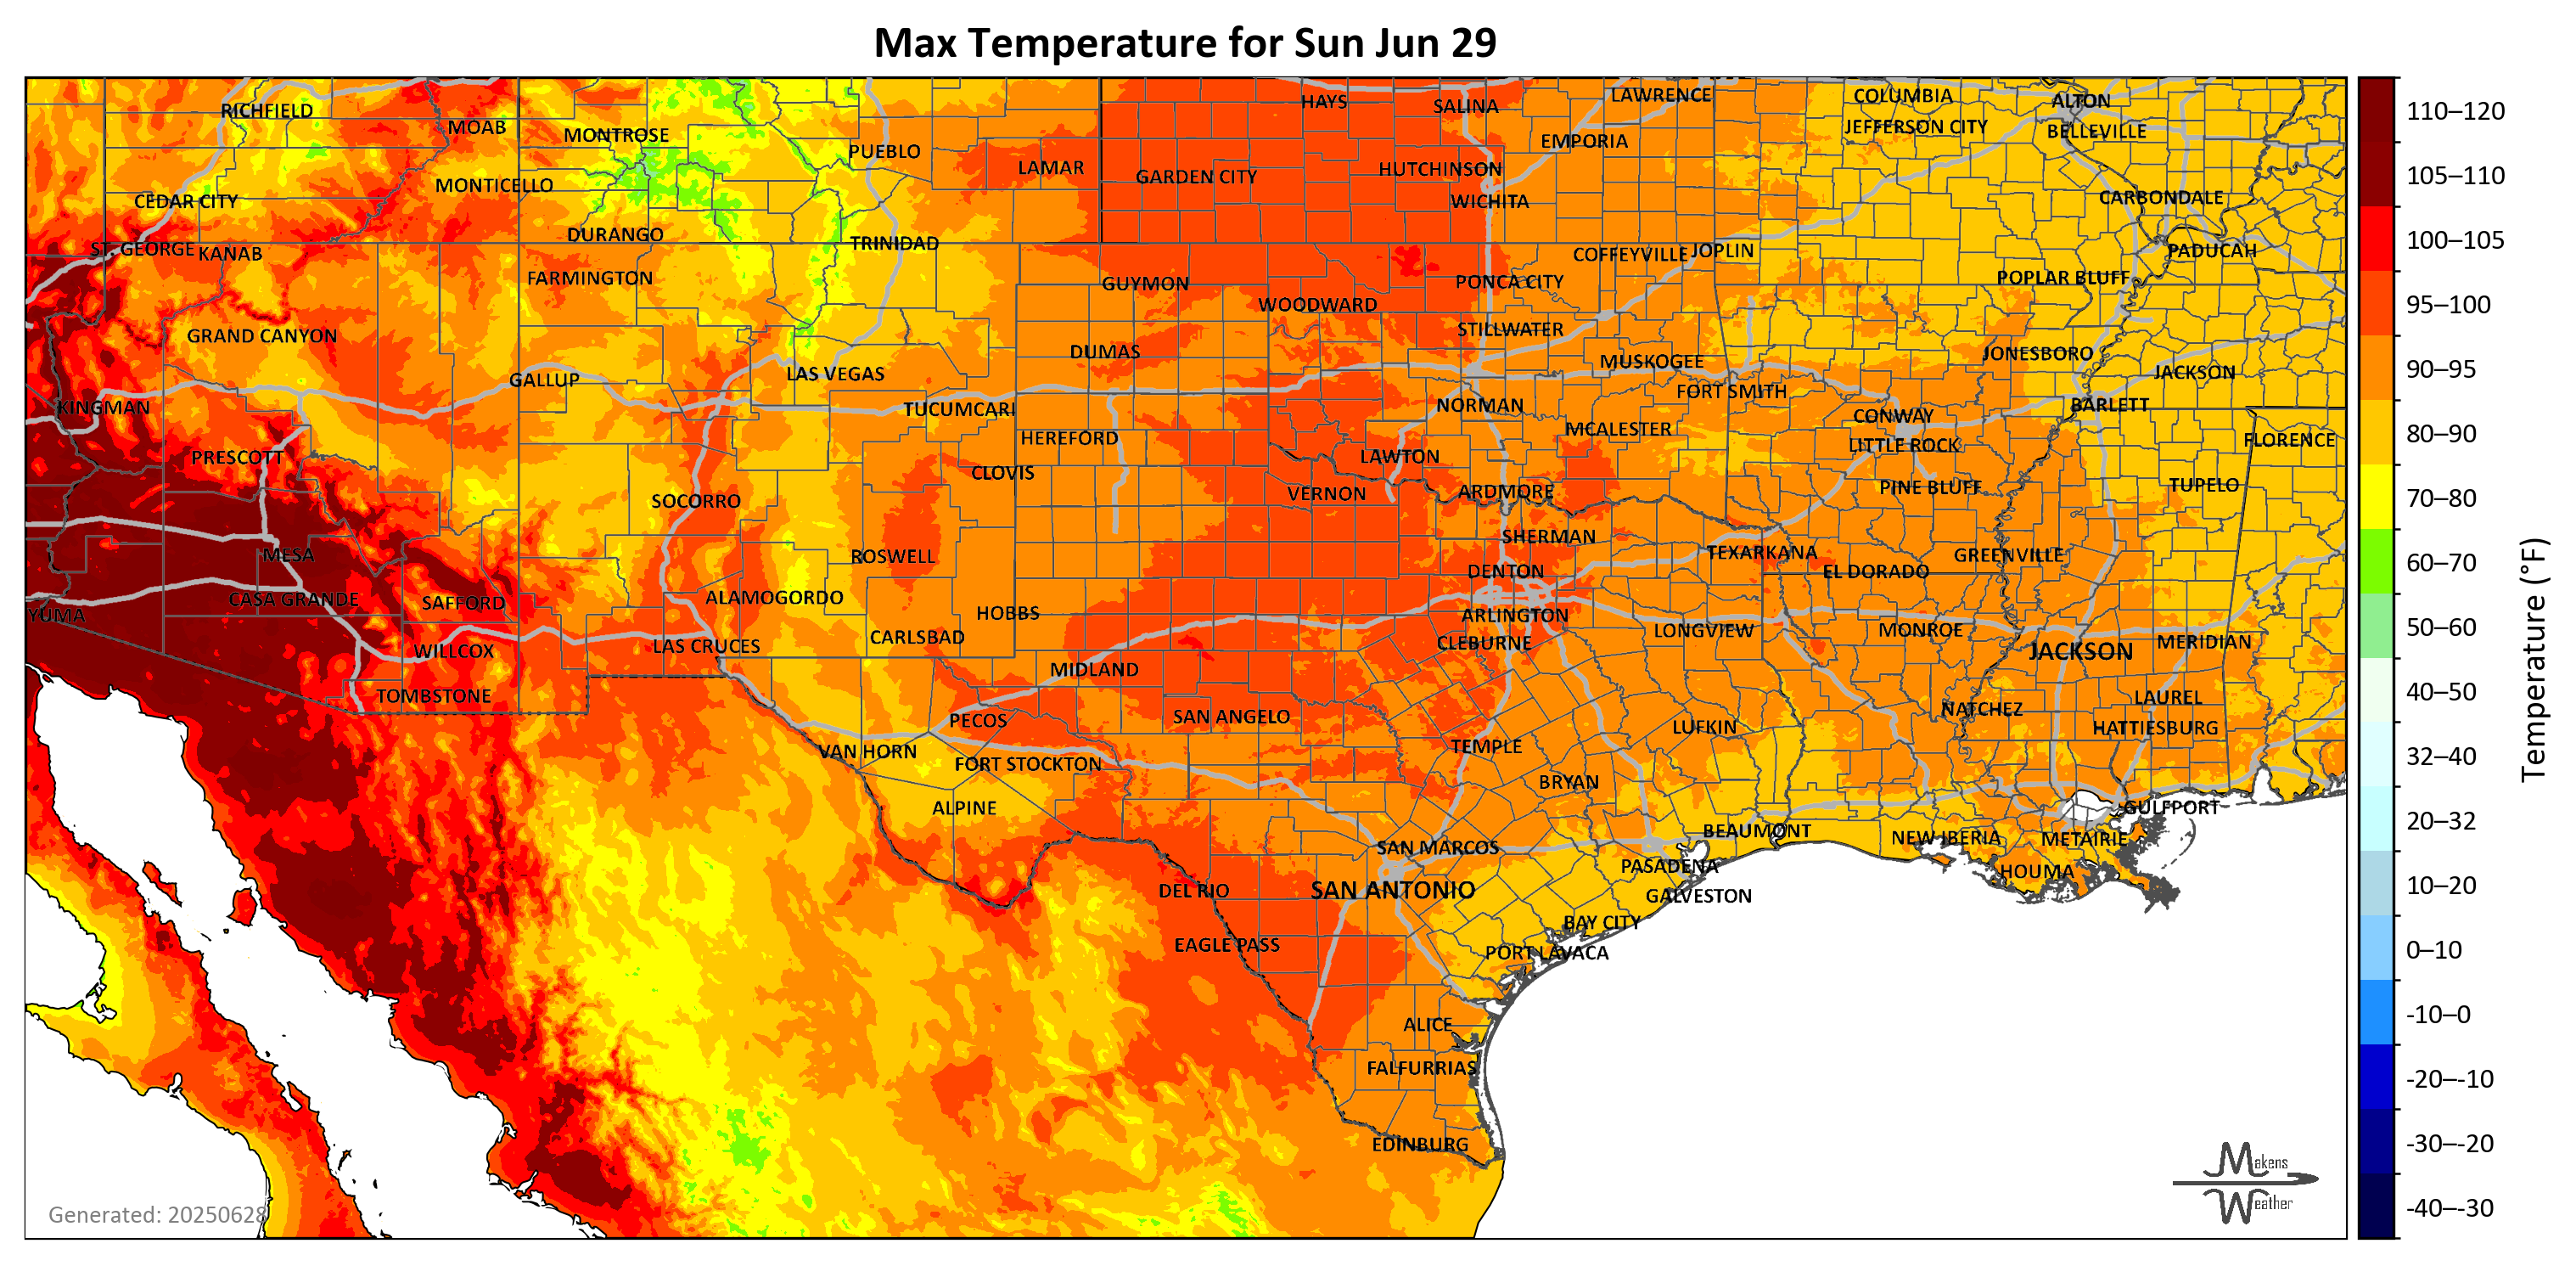 Max Temperature for Sun Jun 29
RICHFIELD
MOAB
MONTROSE
PUEBLO
LAMAR
HAYS
SALINA
LAWRENCE
COLUMBIA
ALTON
EMPORIA
JEFFERSON CITY
BELLEVILLE
MONTICELLO
GARDEN CITY
HUTCHINSON
CEDAR CITY
WICHITA
CARBONDALE
DURANGO
TRINIDAD
ST. GEORGE
KANAB
COFFEYVILLE
JOPLIN
PADUCAH
FARMINGTON
GUYMON
PONCA CITY
POPLAR BLUFF
WOODWARD
GRAND CANYON
STILLWATER
DUMAS
JONESBORO
MUSKOGEE
GALLUP
LAS VEGAS
JACKSON
FORT SMITH
KINGMAN
TUCUMCARI
NORMAN
CONWAY
BARLETT
HEREFORD
MCALESTER
LITTLE ROCK
FLORENCE
PRESCOTT
CLOVIS
LAWTON
SOCORRO
VERNON
ARDMORE
PINE BLUFF
TUPELO
MESA
ROSWELL
SHERMAN
TEXARKANA
GREENVILLE
DENTON
EL DORADO
CASA GRANDE
SAFFORD
ALAMOGORDO
YUMA
HOBBS
ARLINGTON
WILLCOX
LAS CRUCES
CARLSBAD
CLEBURNE
LONGVIEW
MONROE
JACKSON
MERIDIAN
MIDLAND
TOMBSTONE
PECOS
SAN ANGELO
LUFKIN
NATCHEZ
LAUREL
HATTIESBURG
VAN HORN
FORT STOCKTON
TEMPLE
BRYAN
ALPINE
GULFPORT
BEAUMONT
NEW IBERIA
METAIRIE
SAN MARCOS
PASADENA
HOUMA
DEL RIO
SAN ANTONIO
GALVESTON
BAY CITY
EAGLE PASS
PORT LAVACA
ALICE
FALFURRIAS
EDINBURG
Generated: 20250628
Makens
Weather
110–120
105–110
100–105
95–100
90–95
80–90
70–80
60–70
50–60
40–50
32–40
20–32
10–20
0–10
-10–0
-20–-10
-30–-20
-40–-30
Temperature (°F)